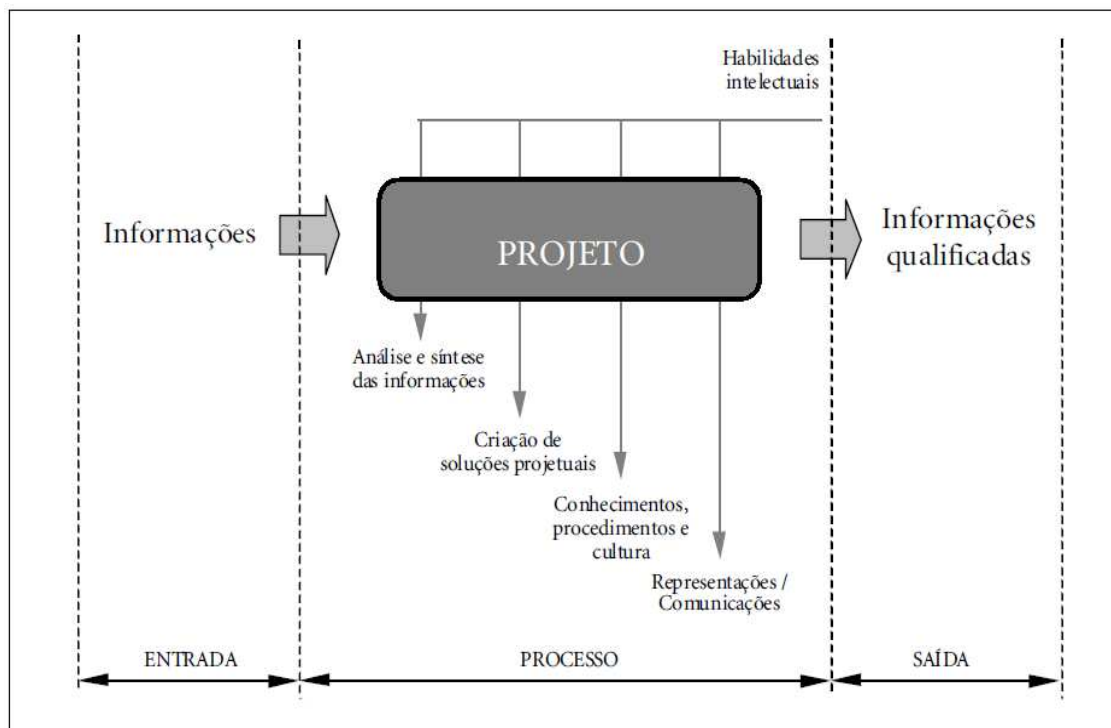 Habilidades
intelectuais
Informações
PROJETO
Informações
qualificadas
Análise e síntese
das informações
Criação de
soluções projetuais
Conhecimentos,
procedimentos e
cultura
Representações /
Comunicações
ENTRADA
PROCESSO
SAÍDA